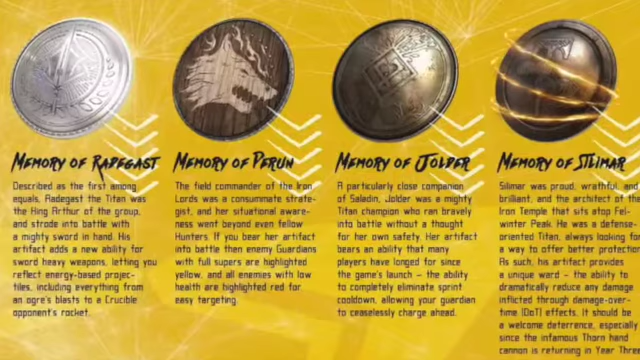 Memory of Radegast
Described as the first among
equals, Radegast the Titan was
the King Arthur of the group,
and strode into battle with
a mighty sword in hand. His
artifact adds a new ability for
sword heavy weapons, letting you
reflect energy-based projec-
tiles, including everything from
an ogre's blasts to a Crucible
opponent's rocket.
Memory of Perun
The field commander of the Iron
Lords was a consummate strate-
gist, and her situational aware-
ness went beyond even fellow
Hunters. If you bear her artifact
into battle then enemy Guardians
with full supers are highlighted
yellow, and all enemies with low
health are highlighted red for
easy targeting.
Memory of Jolder
A particularly close companion
of Saladin, Jolder was a mighty
Titan champion who ran bravely
into battle without a thought
for her own safety. Her artifact
bears an ability that many
players have longed for since
the game's launch – the ability
to completely eliminate sprint
cooldown, allowing your guardian
to ceaselessly charge ahead.
Memory of Silimar
Silimar was proud, wrathful, and
brilliant, and the architect of the
Iron Temple that sits atop Fel-
winter Peak. He was a defense-
oriented Titan, always looking for
a way to offer better protection.
As such, his artifact provides
a unique ward – the ability to
dramatically reduce any damage
inflicted through damage-over-
time (DoT) effects. It should be
a welcome deterrence, especially
since the infamous Thorn hand
cannon is returning in Year Three